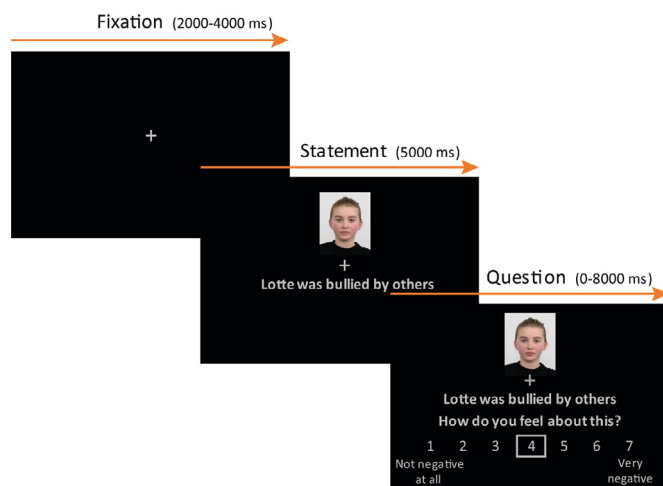 Fixation (2000-4000 ms)
+
Statement (5000 ms)
+
Lotte was bullied by others
Question (0-8000 ms)
+
Lotte was bullied by others
How do you feel about this?
1 2 3 4 5 6 7
Not negative Very
at all negative